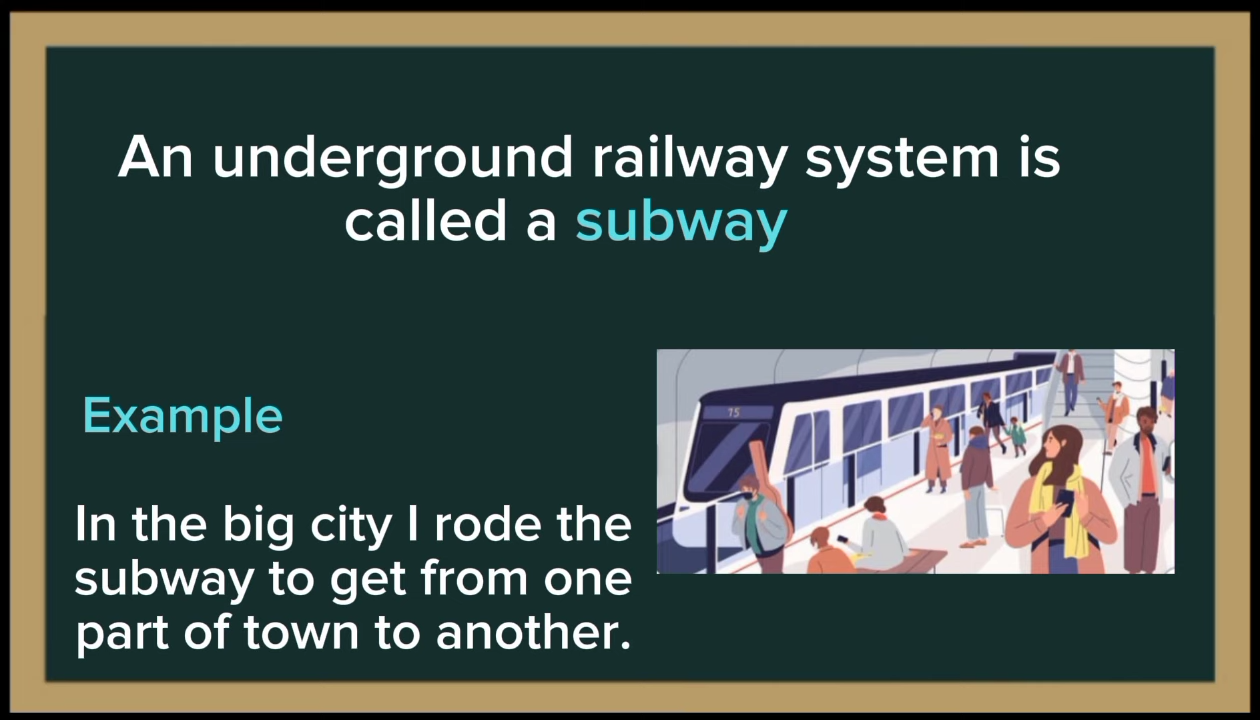 An underground railway system is
called a subway
Example
In the big city I rode the
subway to get from one
part of town to another.
15